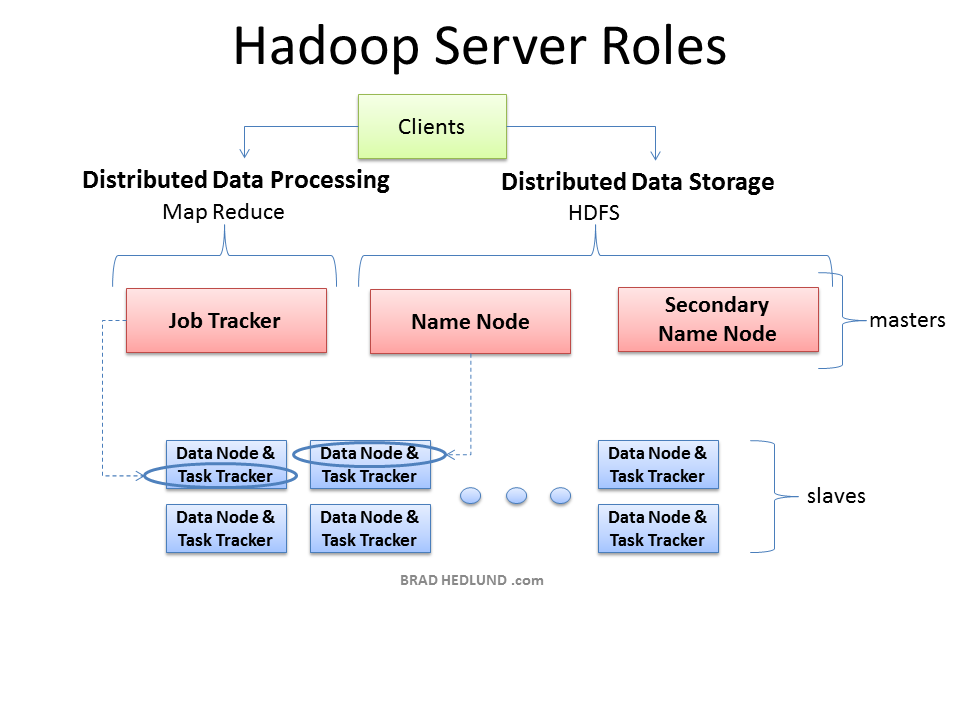 Hadoop Server Roles
Clients
Distributed Data Processing
Map Reduce
Distributed Data Storage
HDFS
Job Tracker
Name Node
Secondary
Name Node
masters
Data Node &
Task Tracker
Data Node &
Task Tracker
Data Node &
Task Tracker
slaves
Data Node &
Task Tracker
Data Node &
Task Tracker
Data Node &
Task Tracker
BRAD HEDLUND .com